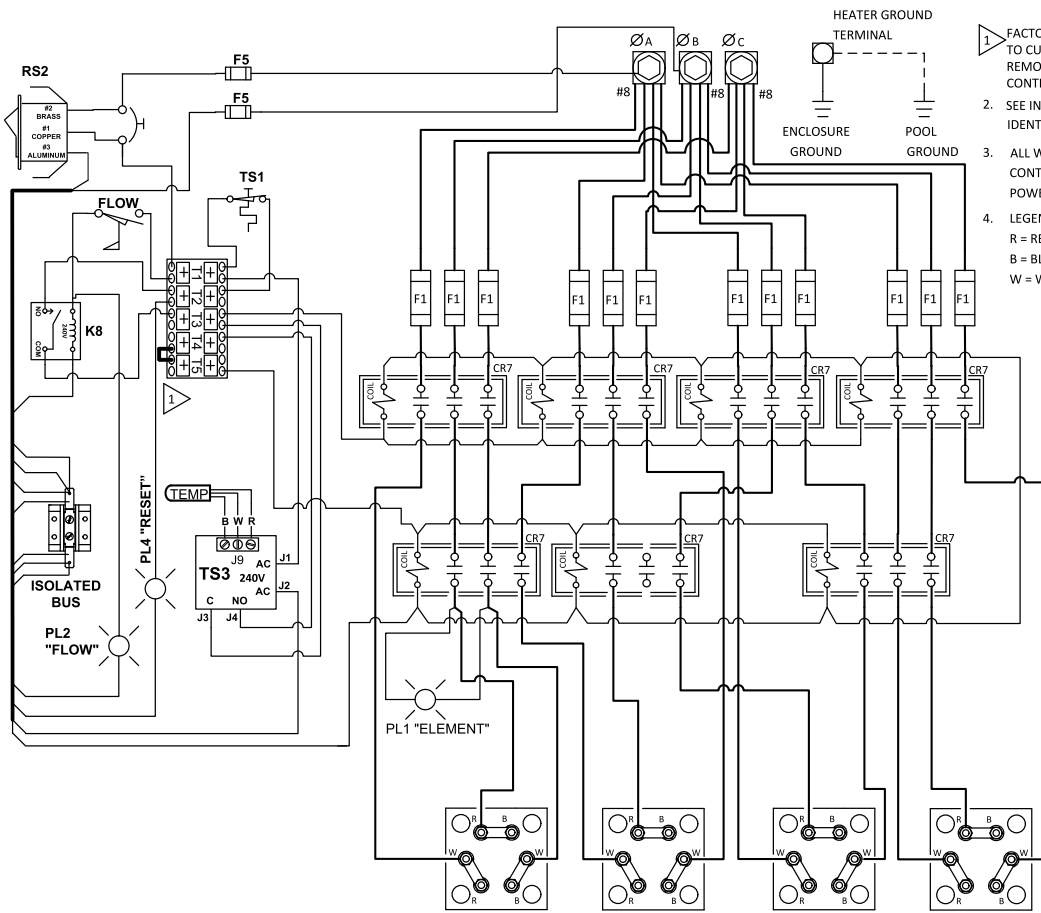 HEATER GROUND
TERMINAL
ØA
ØB
ØC
#8
#8
#8
ENCLOSURE
GROUND
POOL
GROUND
1
FACTO
TO CU
REMO
CONTI
2. SEE IN
IDENT
3. ALL W
CONT
POWE
4. LEGEN
R = RE
B = BL
W = W
F5
F5
RS2
#2
BRASS
#1
COPPER
#3
ALUMINUM
TS1
FLOW
T1
T2
T3
T4
T5
NO
240V
COM
K8
1
F1
F1
F1
F1
F1
F1
F1
F1
F1
F1
F1
F1
COIL
CR7
COIL
CR7
COIL
CR7
COIL
CR7
TEMP
B W R
J9
TS3
240V
AC
J1
AC
J2
C
NO
J3
J4
PL4 "RESET"
ISOLATED
BUS
PL2
"FLOW"
COIL
CR7
COIL
CR7
COIL
CR7
PL1 "ELEMENT"
R B
W W
R B
R B
W W
R B
R B
W W
R B
R B
W W
R B